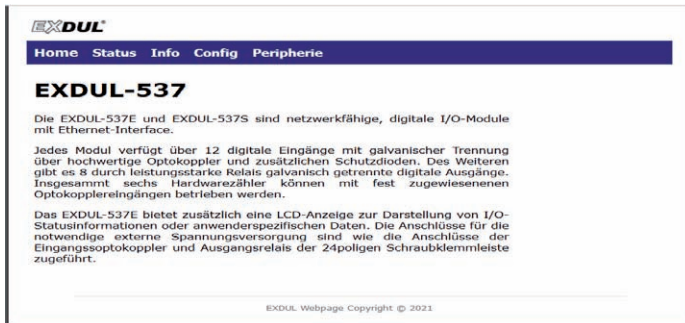 EXDUL®
Home Status Info Config Peripherie
EXDUL-537
Die EXDUL-537E und EXDUL-537S sind netzwerkfähige, digitale I/O-Module
mit Ethernet-Interface.
Jedes Modul verfügt über 12 digitale Eingänge mit galvanischer Trennung
über hochwertige Optokoppler und zusätzlichen Schutzdioden. Des Weiteren
gibt es 8 durch leistungsstarke Relais galvanisch getrennte digitale Ausgänge.
Insgesammt sechs Hardwarezähler können mit fest zugewiesenenen
Optokopplereingängen betrieben werden.
Das EXDUL-537E bietet zusätzlich eine LCD-Anzeige zur Darstellung von I/O-
Statusinformationen oder anwenderspezifischen Daten. Die Anschlüsse für die
notwendige externe Spannungsversorgung sind wie die Anschlüsse der
Eingangssoptokoppler und Ausgangsrelais der 24poligen Schraubklemmleiste
zugeführt.
EXDUL Webpage Copyright © 2021